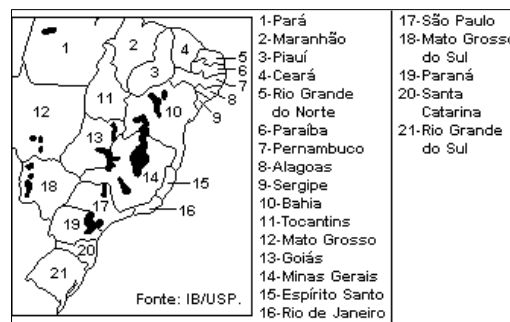 1
2
3
4
5
6
7
8
9
10
11
12
13
14
15
16
17
18
19
20
21
Fonte: IB/USP.
1-Pará
2-Maranhão
3-Piauí
4-Ceará
5-Rio Grande
do Norte
6-Paraíba
7-Pernambuco
8-Alagoas
9-Sergipe
10-Bahia
11-Tocantins
12-Mato Grosso
13-Goiás
14-Minas Gerais
15-Espírito Santo
16-Rio de Janeiro
17-São Paulo
18-Mato Grosso
do Sul
19-Paraná
20-Santa
Catarina
21-Rio Grande
do Sul